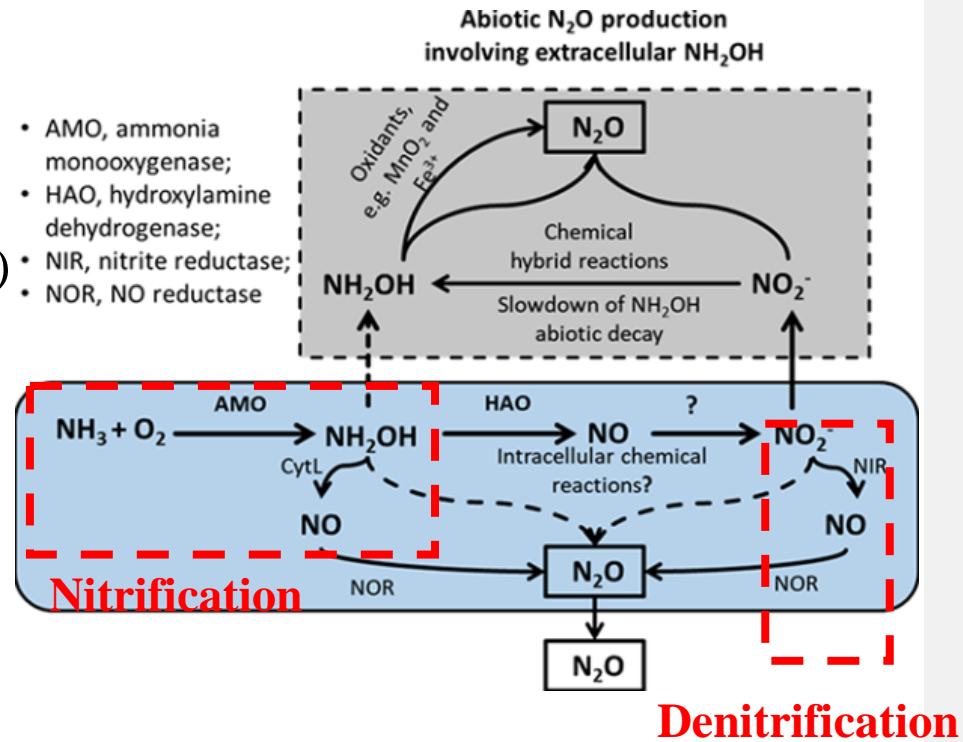 Abiotic N₂O production
involving extracellular NH₂OH
• AMO, ammonia
monooxygenase;
• HAO, hydroxylamine
dehydrogenase;
)
• NIR, nitrite reductase;
• NOR, NO reductase
Oxidants,
e.g. MnO₂ and
Fe³⁺
N₂O
Chemical
hybrid reactions
NH₂OH
NO₂⁻
Slowdown of NH₂OH
abiotic decay
AMO
HAO
?
NH₃ + O₂
NH₂OH
NO
NO₂⁻
CytL
Intracellular chemical
reactions?
NIR
NO
NO
N₂O
NOR
NOR
Nitrification
N₂O
Denitrification